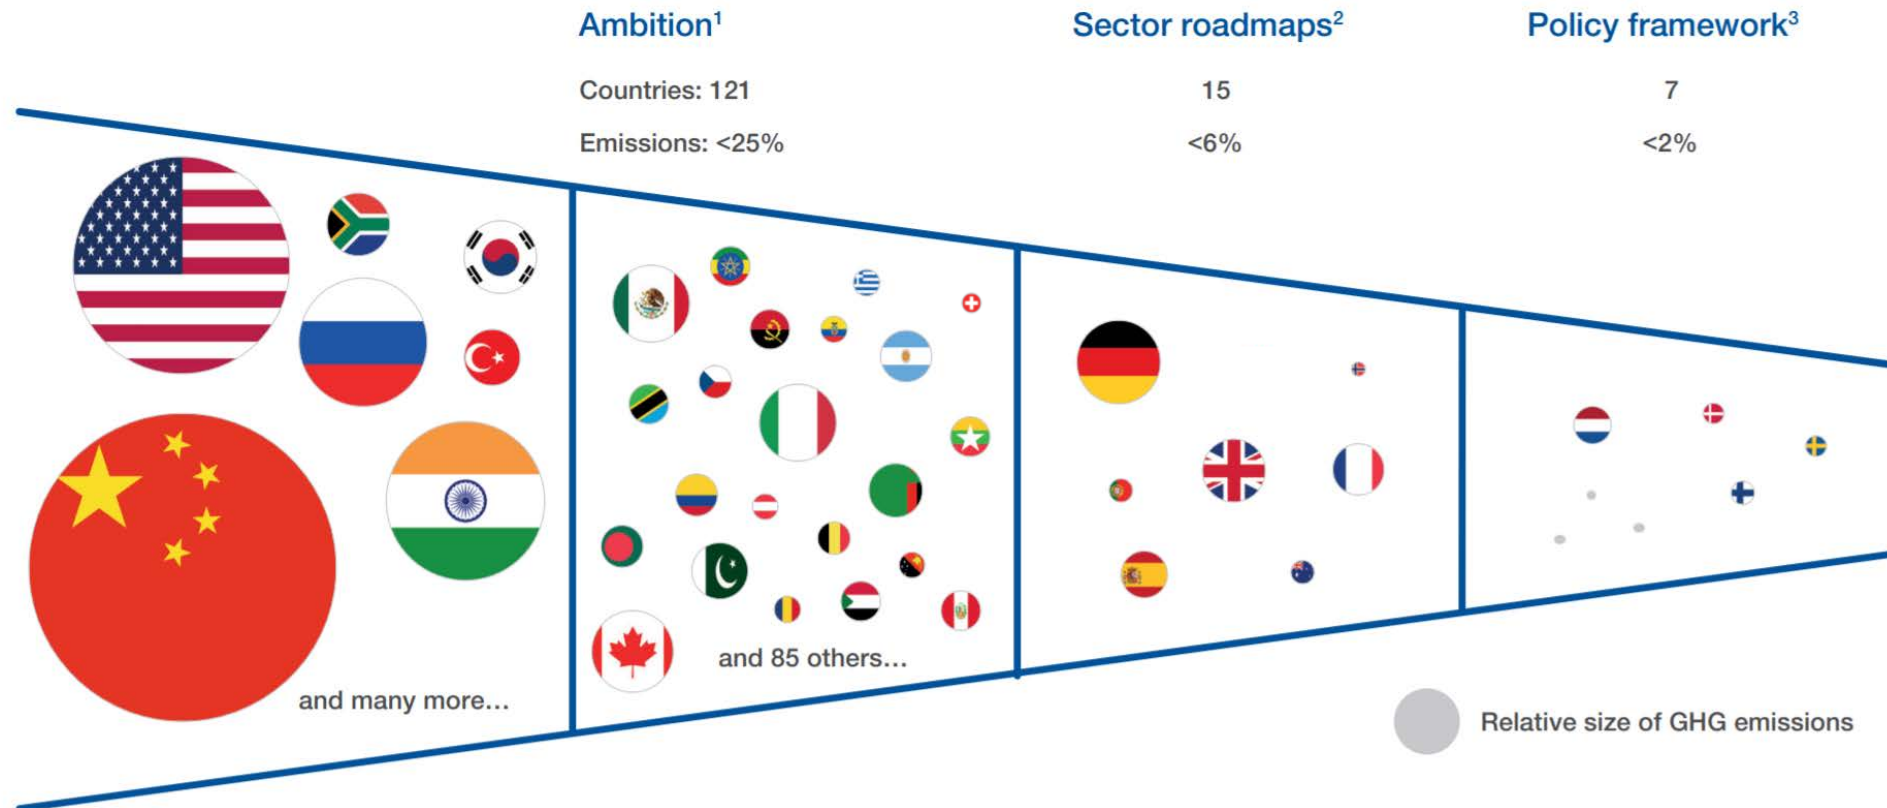 Ambition¹
Sector roadmaps²
Policy framework³
Countries: 121
15
7
Emissions: <25%
<6%
<2%
and 85 others...
and many more...
Relative size of GHG emissions